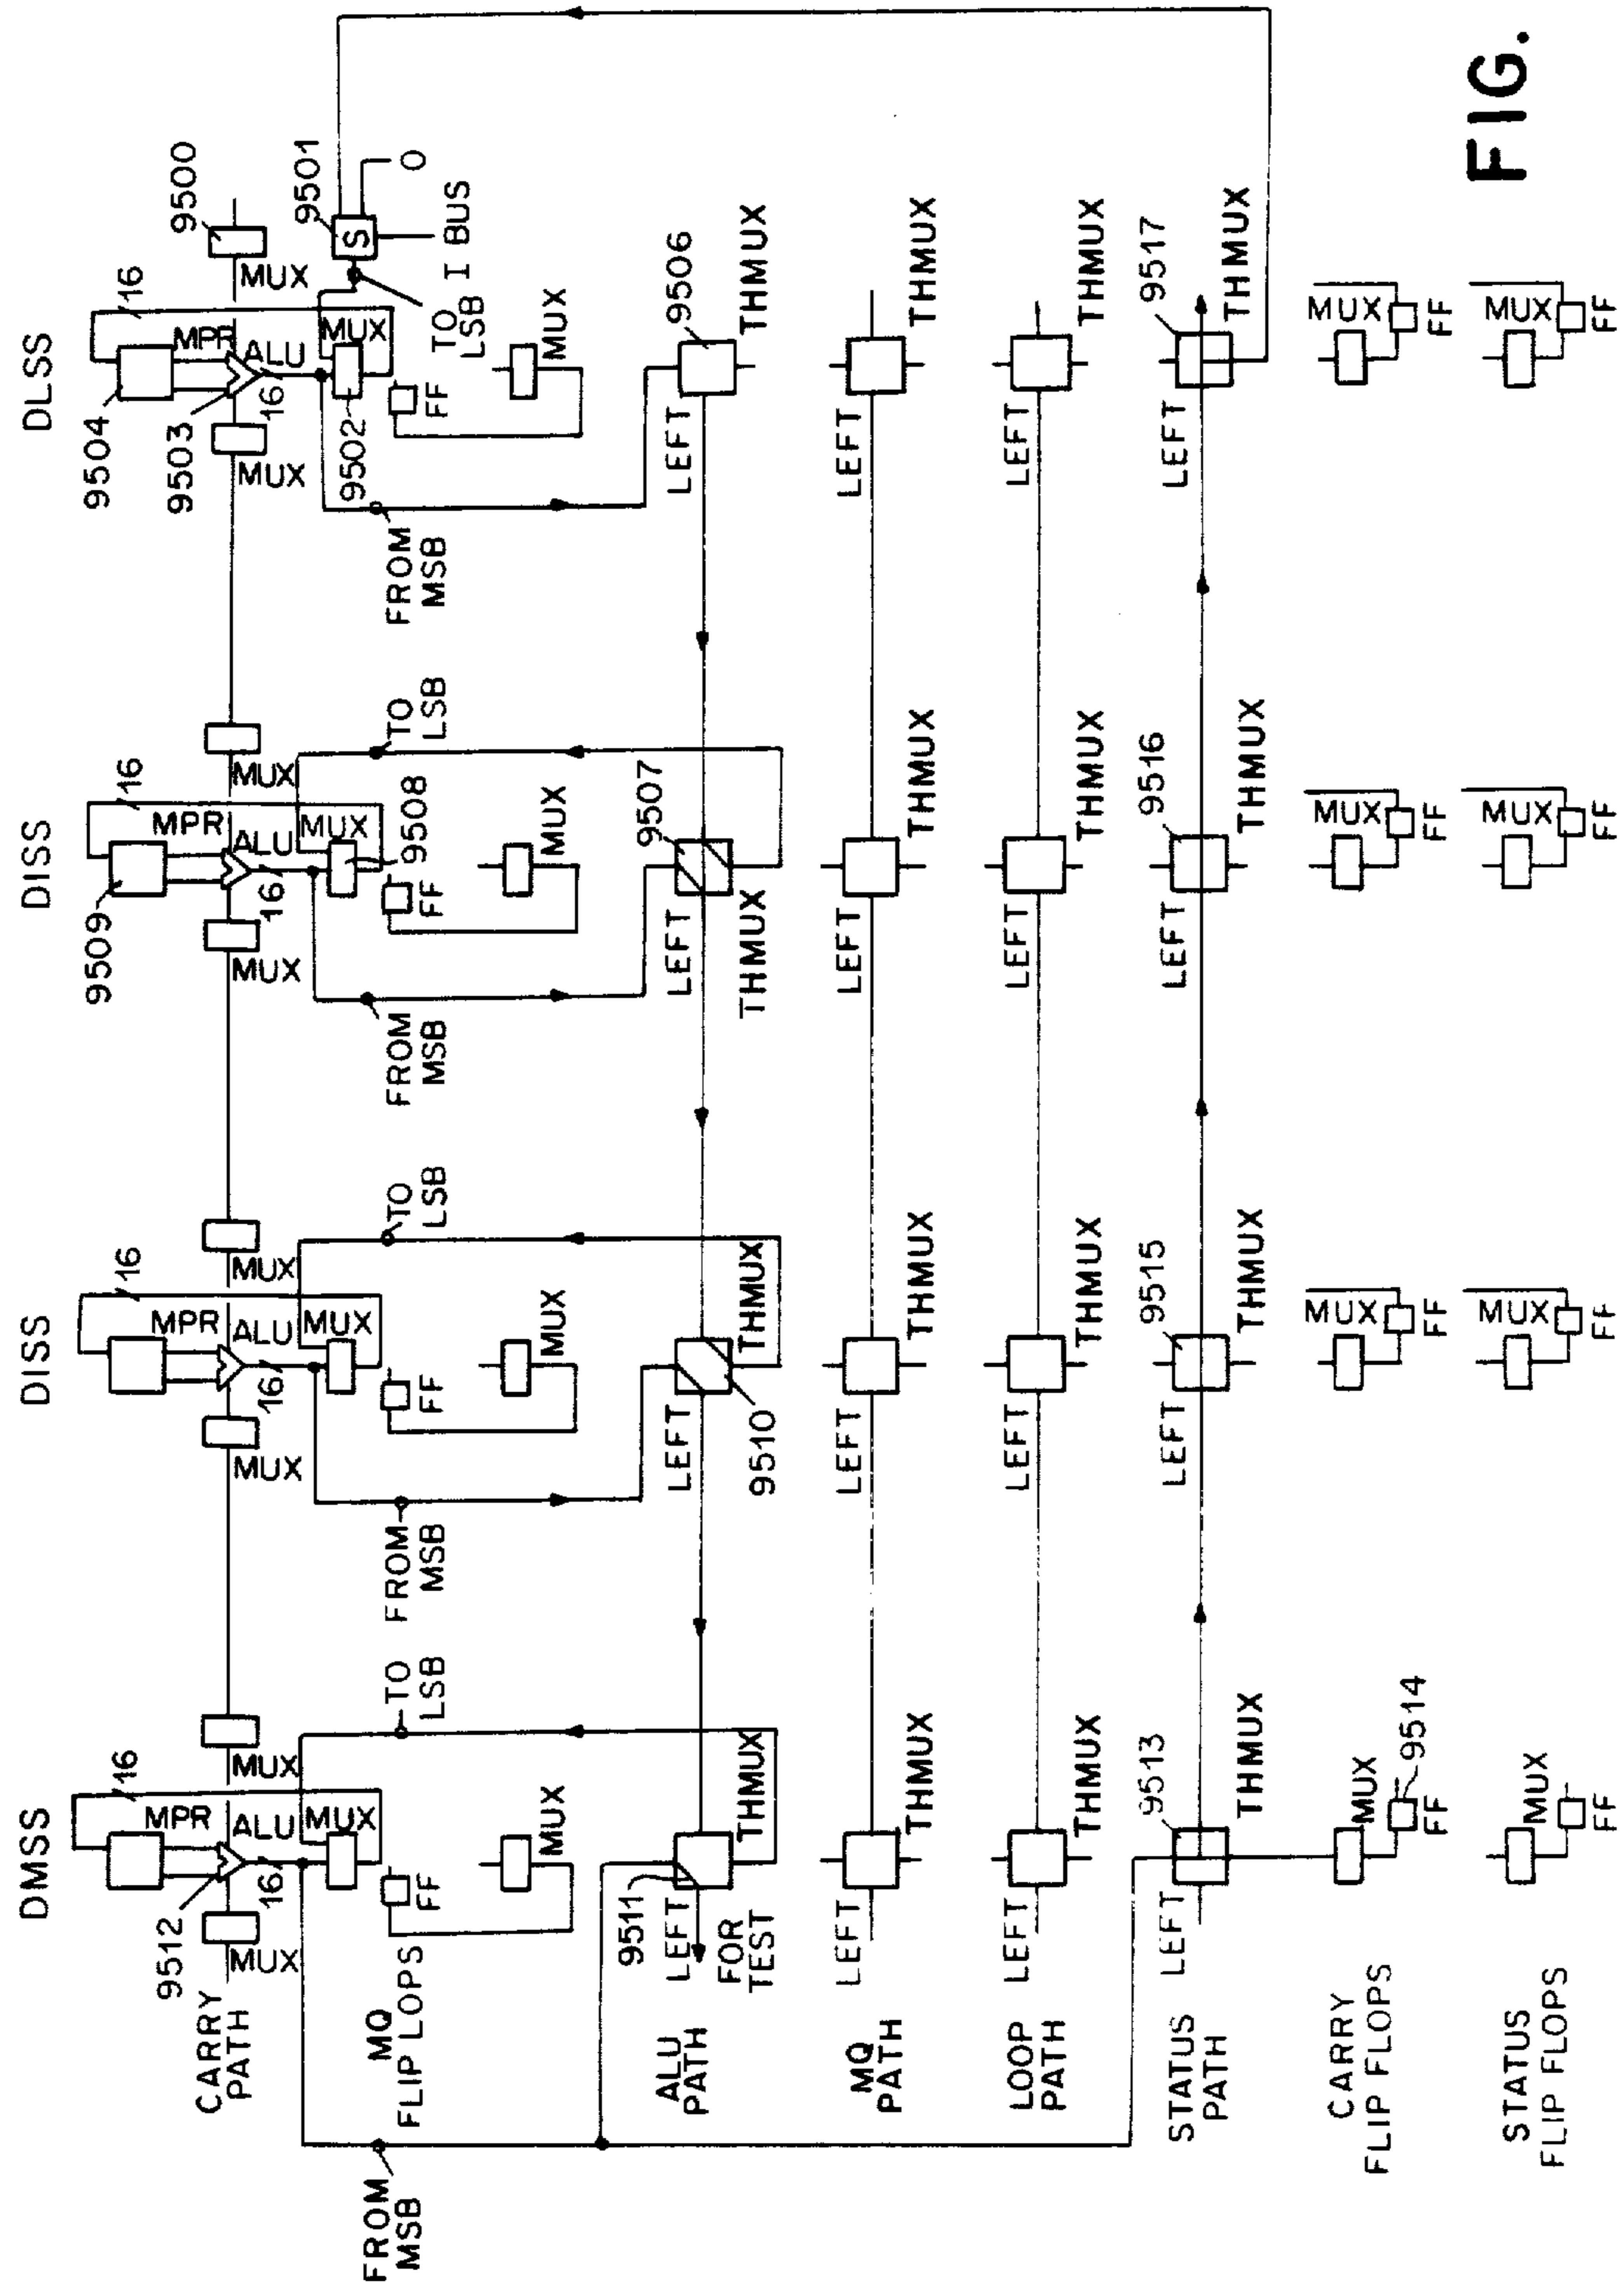 DMSS DISS DISS DLSS
9504
9503
9509
9512
16 16 16 16
MPR MPR MPR MPR
ALU ALU ALU ALU
16 16 16 16
MUX MUX MUX MUX
MUX MUX MUX MUX
MUX MUX MUX MUX
9500
9501
S
O
I BUS
9502
9508
CARRY
PATH
TO
LSB
TO
LSB
TO
LSB
TO
LSB
FROM
MSB
FROM
MSB
FROM
MSB
FROM
MSB
MQ
FLIP FLOPS
FF FF FF FF
MUX MUX MUX MUX
ALU
PATH
LEFT LEFT LEFT LEFT
FOR
TEST
9511
9510
9507
9506
THMUX THMUX THMUX THMUX
MQ
PATH
LEFT LEFT LEFT LEFT
THMUX THMUX THMUX THMUX
LOOP
PATH
LEFT LEFT LEFT LEFT
THMUX THMUX THMUX THMUX
STATUS
PATH
LEFT LEFT LEFT LEFT
9513 9515 9516 9517
THMUX THMUX THMUX THMUX
CARRY
FLIP FLOPS
MUX MUX MUX MUX
9514
FF FF FF FF
STATUS
FLIP FLOPS
MUX MUX MUX MUX
FF FF FF FF
FIG.